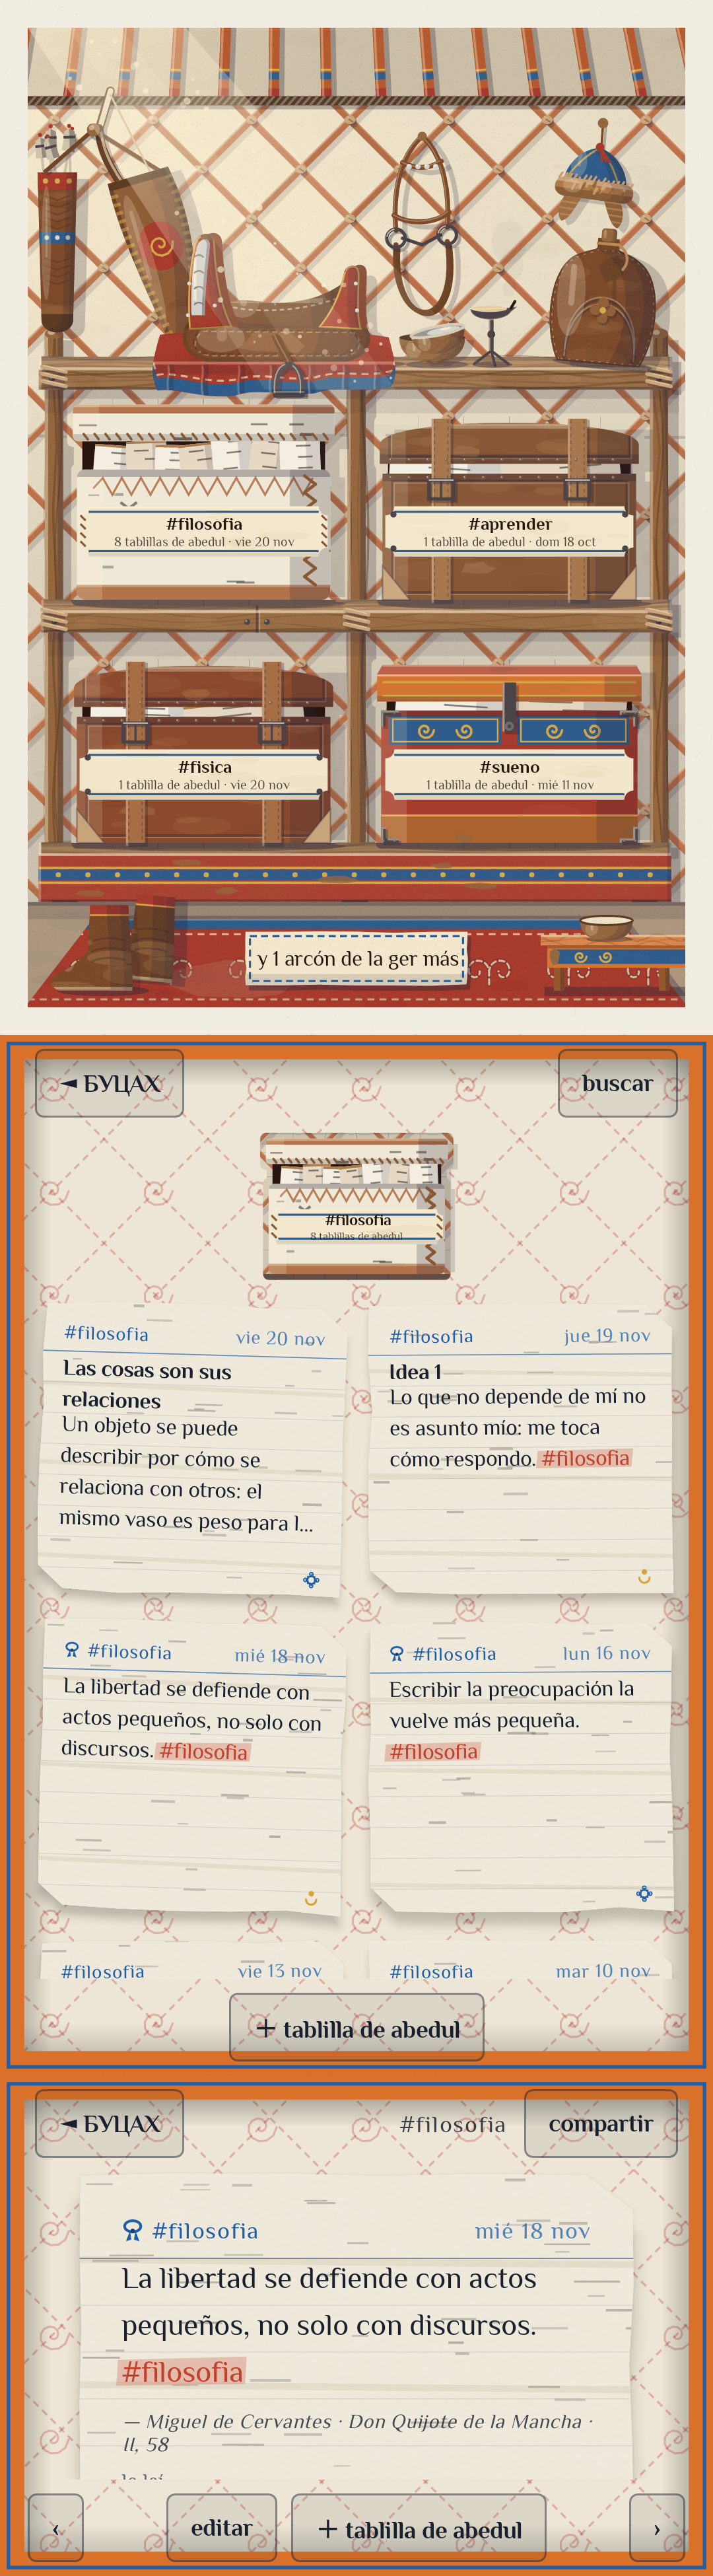 #filosofia
8 tablillas de abedul · vie 20 nov
#aprender
1 tablilla de abedul · dom 18 oct
#fisica
1 tablilla de abedul · vie 20 nov
#sueno
1 tablilla de abedul · mié 11 nov
y 1 arcón de la ger más
◄ БУЦАХ
buscar
#filosofia
8 tablillas de abedul
#filosofia vie 20 nov
Las cosas son sus
relaciones
Un objeto se puede
describir por cómo se
relaciona con otros: el
mismo vaso es peso para l...
#filosofia jue 19 nov
Idea 1
Lo que no depende de mí no
es asunto mío: me toca
cómo respondo. #filosofia
#filosofia mié 18 nov
La libertad se defiende con
actos pequeños, no solo con
discursos. #filosofia
#filosofia lun 16 nov
Escribir la preocupación la
vuelve más pequeña.
#filosofia
#filosofia vie 13 nov
#filosofia mar 10 nov
+ tablilla de abedul
◄ БУЦАХ
#filosofia
compartir
#filosofia mié 18 nov
La libertad se defiende con actos
pequeños, no solo con discursos.
#filosofia
— Miguel de Cervantes · Don Quijote de la Mancha ·
II, 58
‹
editar
+ tablilla de abedul
›